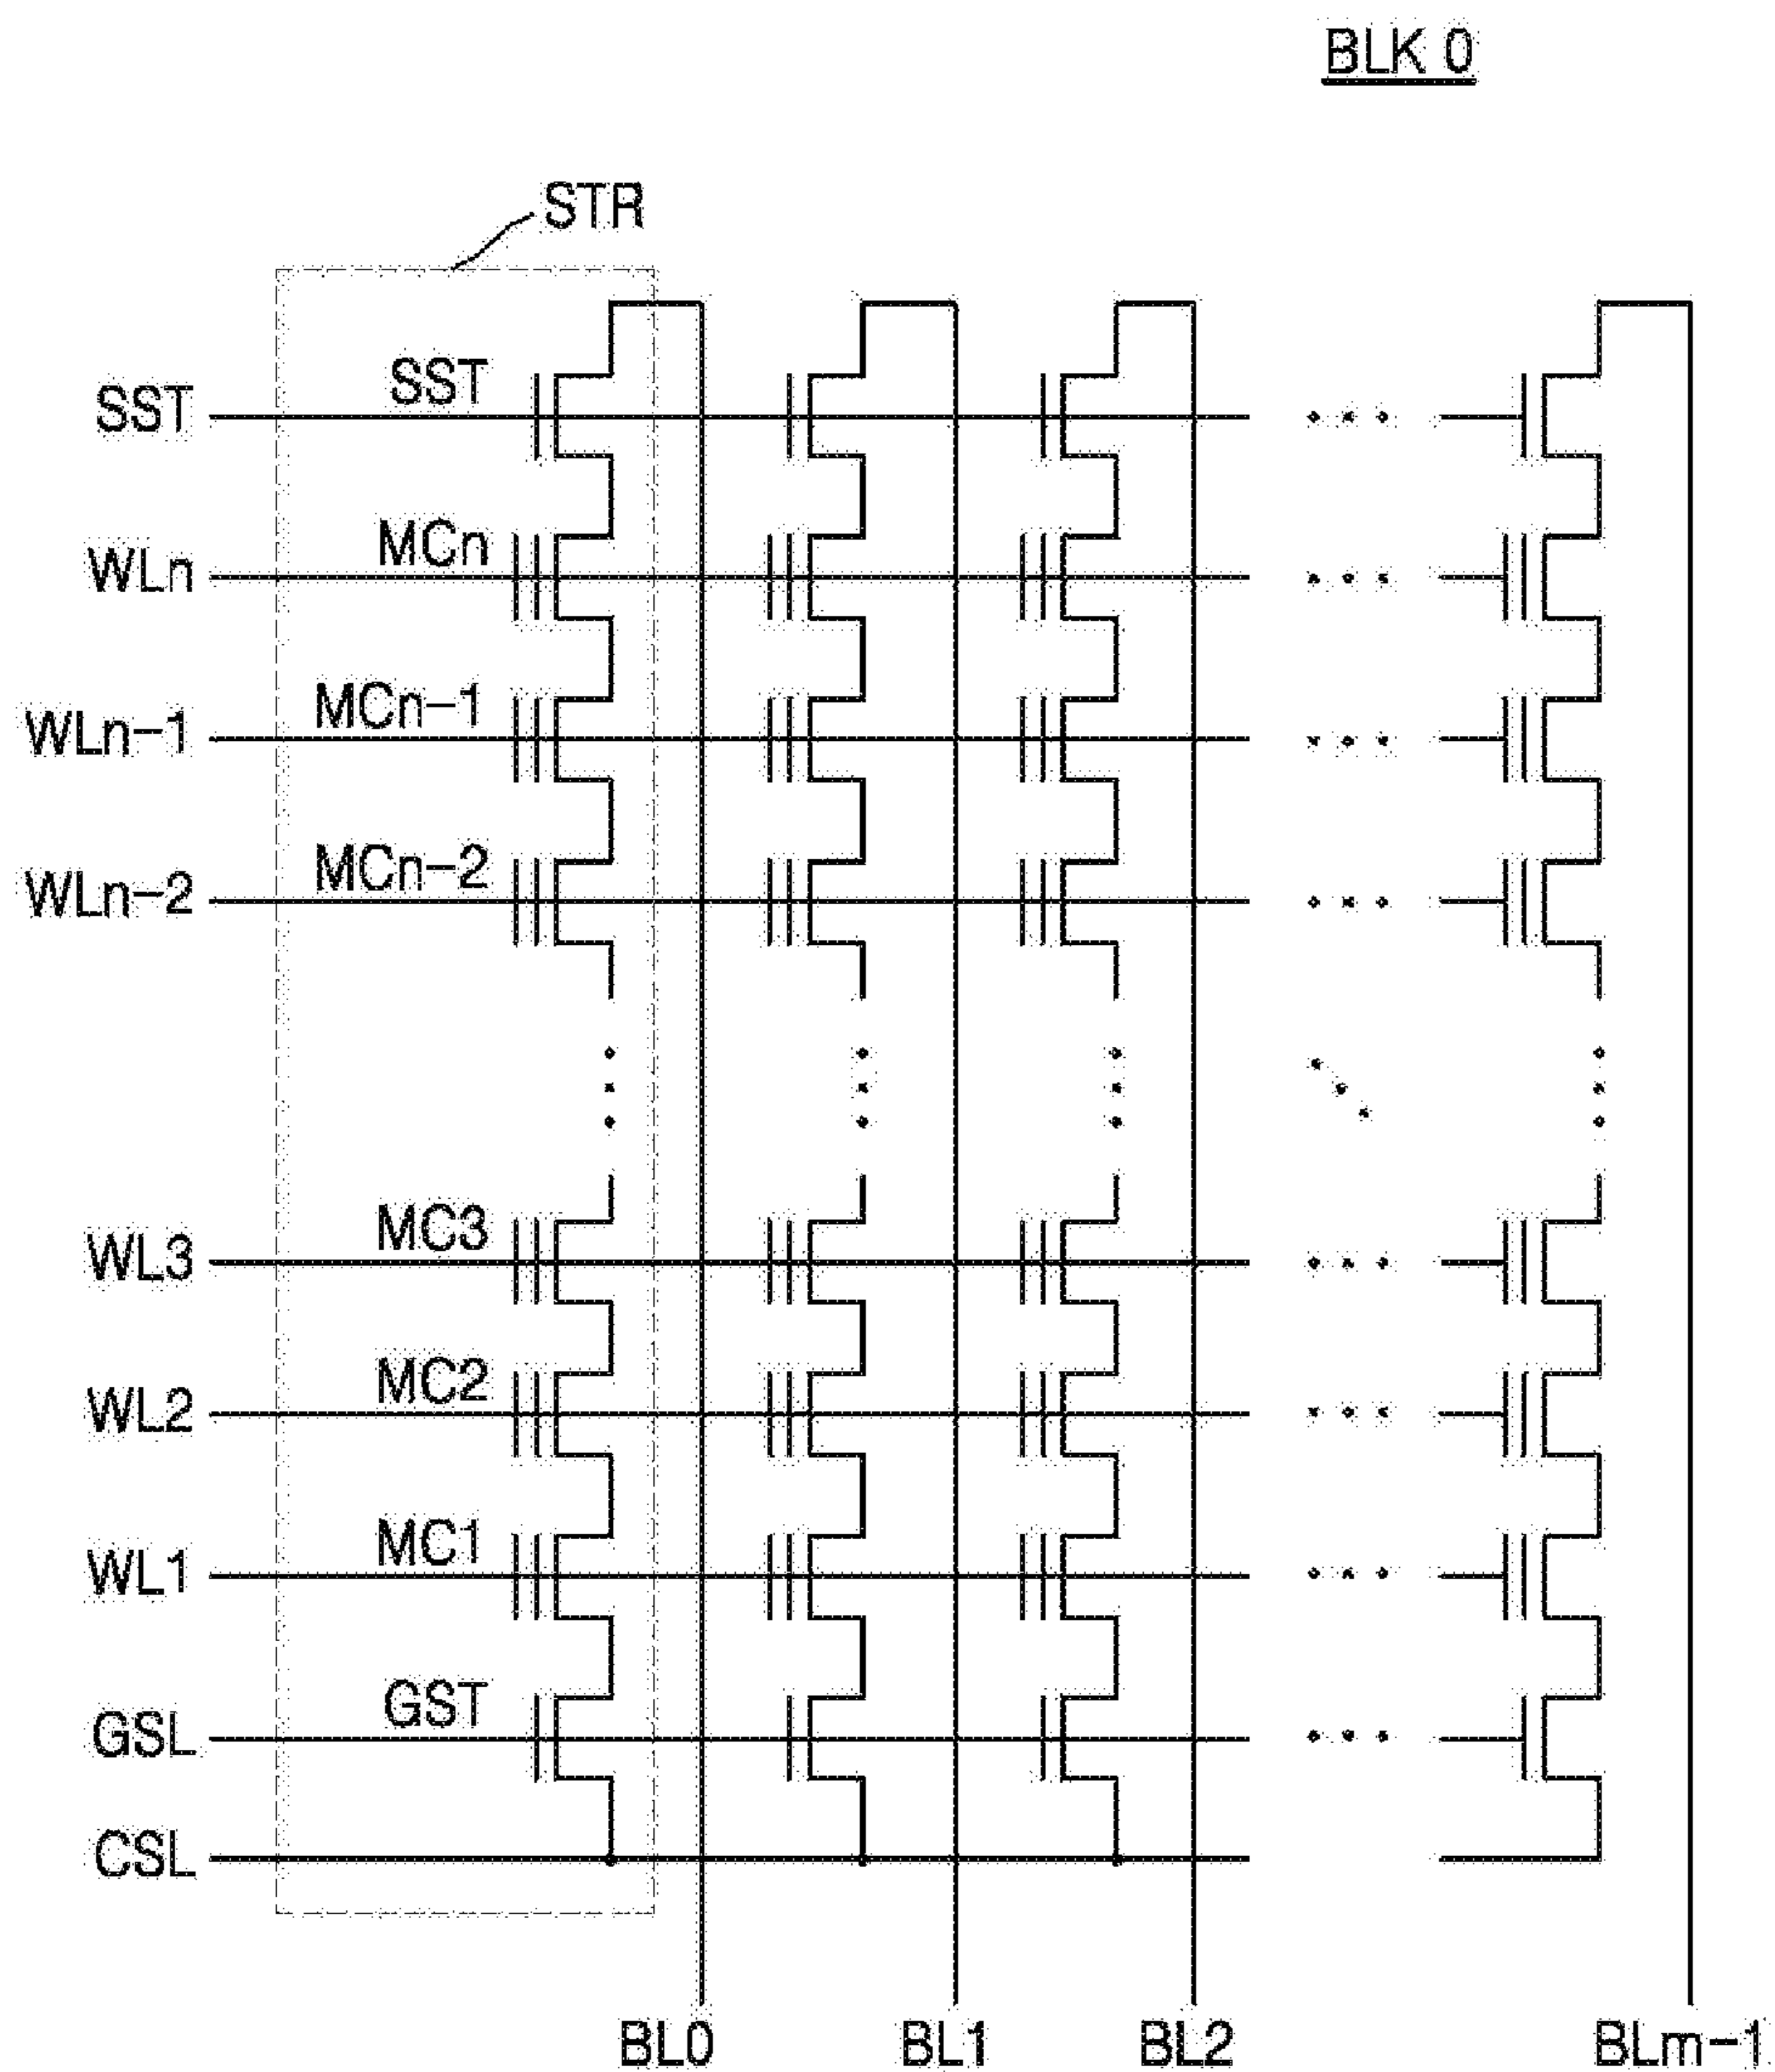 BLK 0
STR
SST SST
WLn MCn
WLn-1 MCn-1
WLn-2 MCn-2
WL3 MC3
WL2 MC2
WL1 MC1
GSL GST
CSL
BL0 BL1 BL2 BLm-1